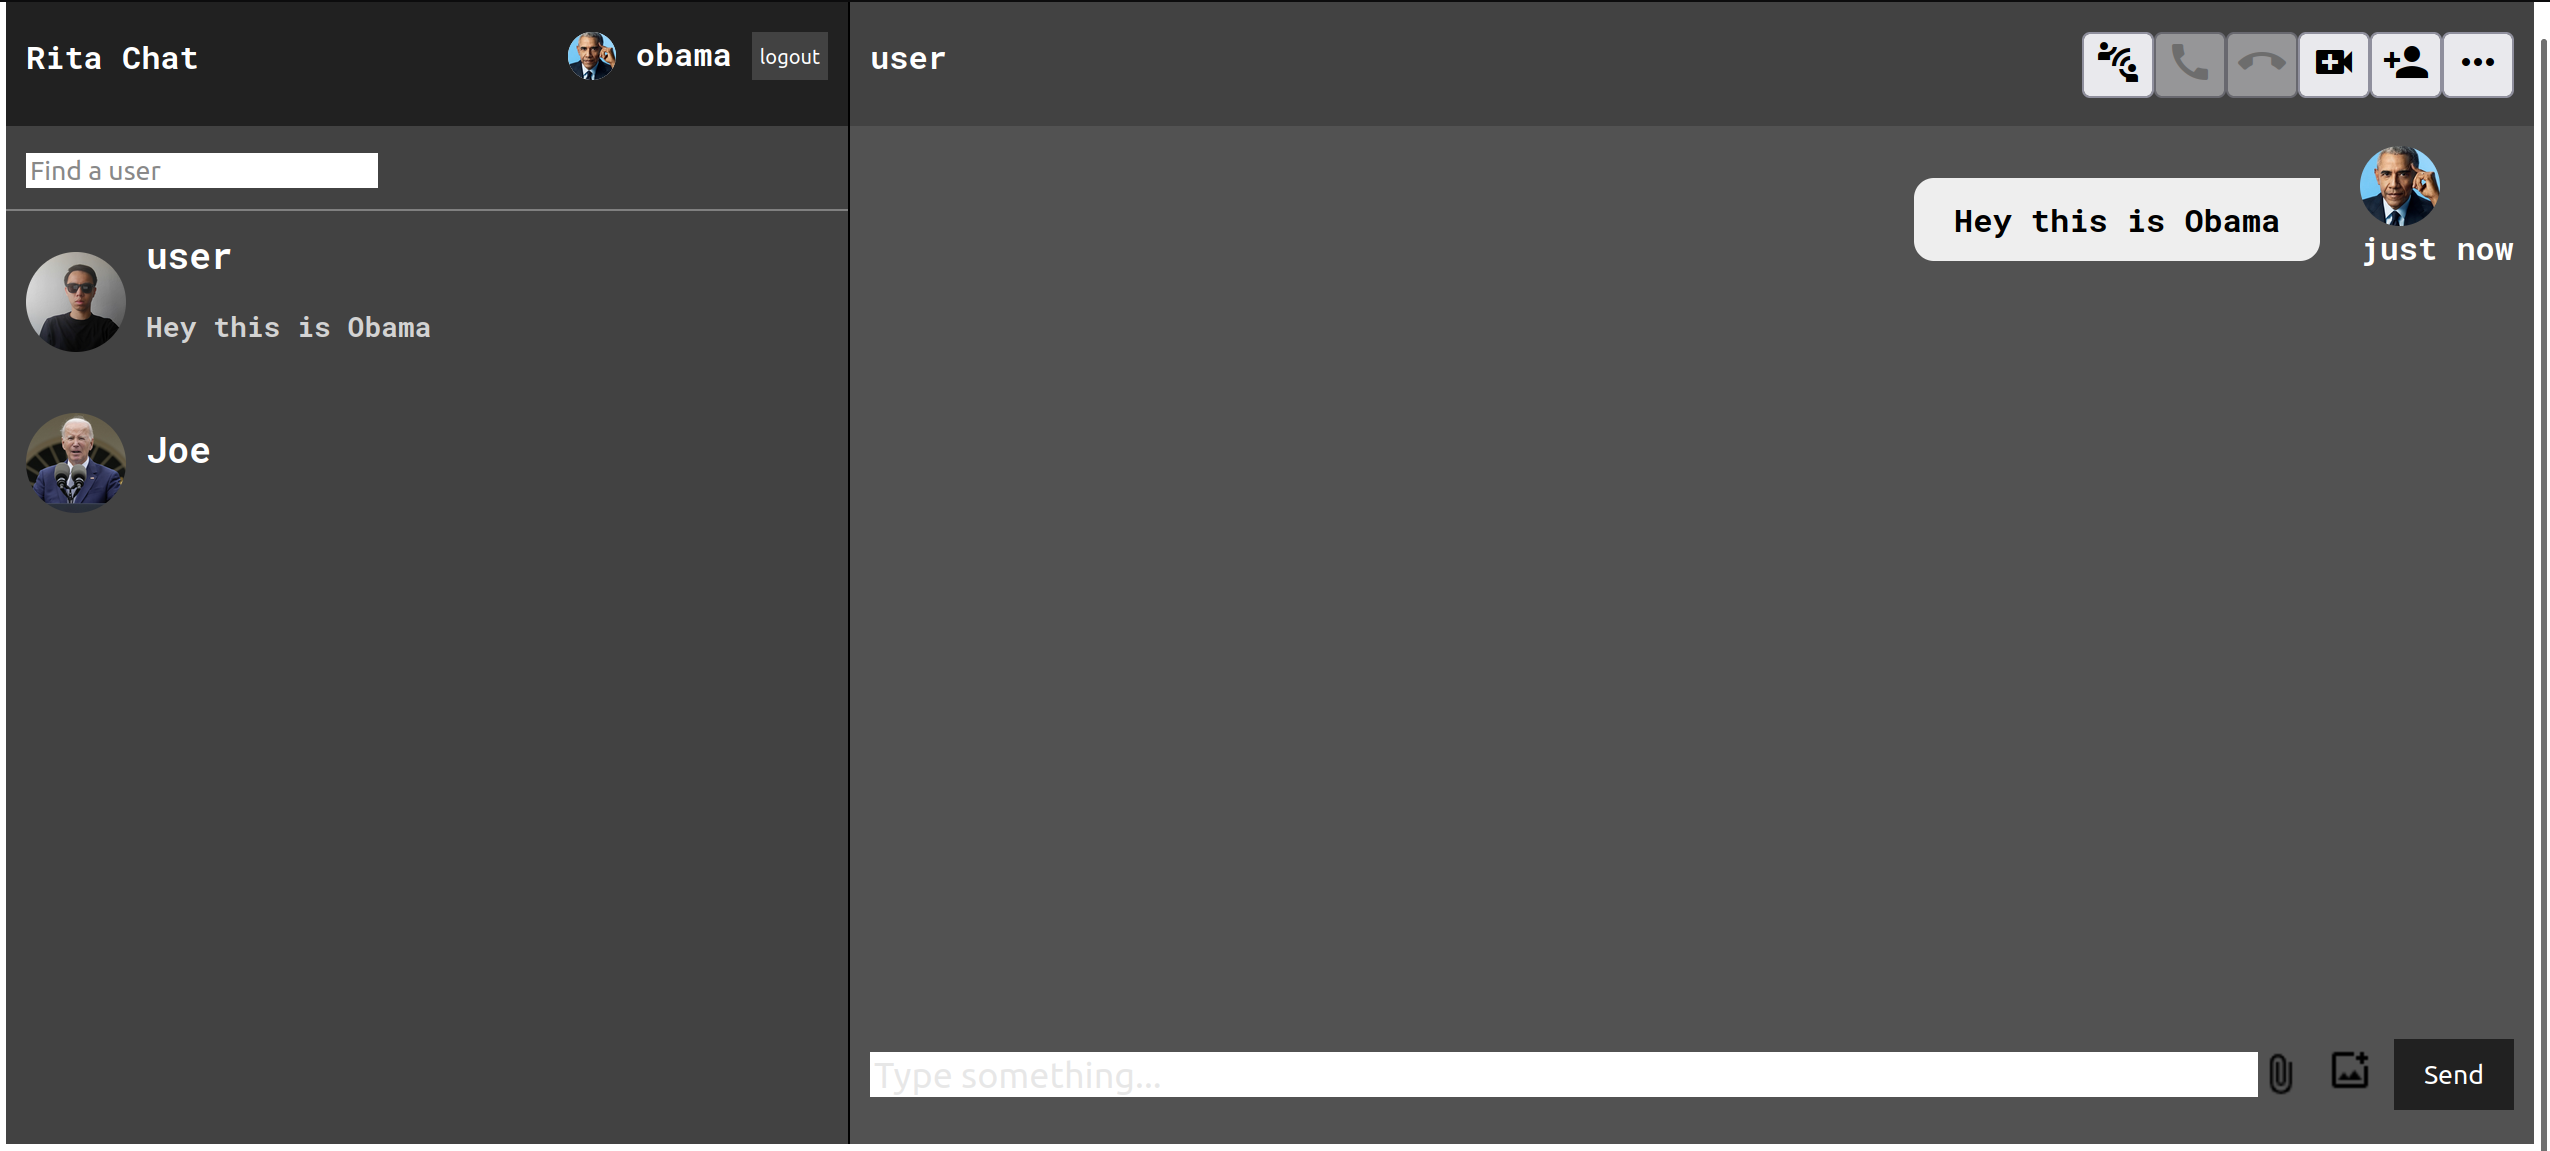 Rita Chat
obama
logout
Find a user
user
Hey this is Obama
Joe
user
Hey this is Obama
just now
Type something...
Send